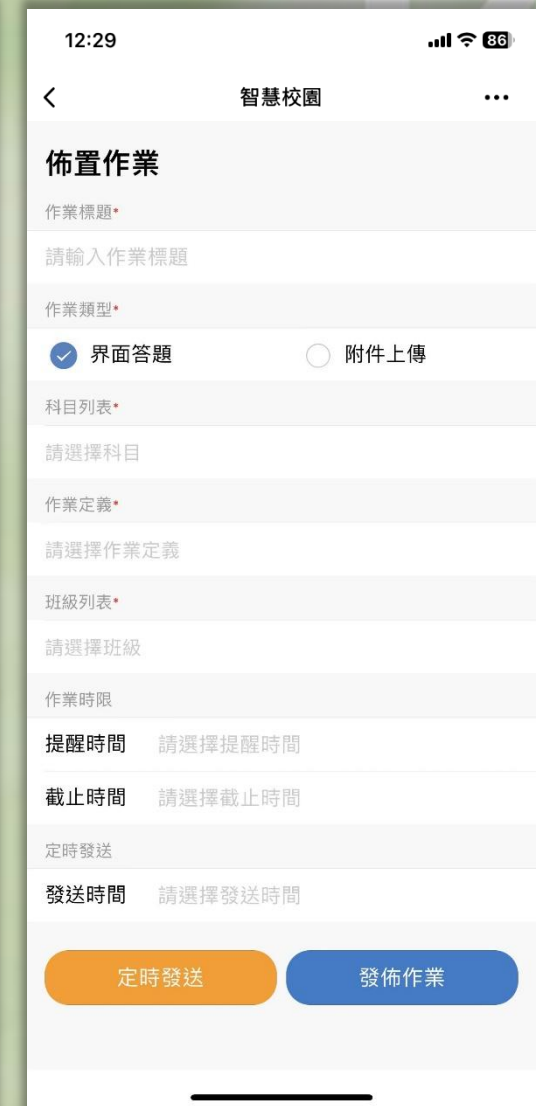 12:29
86
智慧校園
佈置作業
作業標題*
請輸入作業標題
作業類型*
界面答題 附件上傳
科目列表*
請選擇科目
作業定義*
請選擇作業定義
班級列表*
請選擇班級
作業時限
提醒時間 請選擇提醒時間
截止時間 請選擇截止時間
定時發送
發送時間 請選擇發送時間
定時發送 發佈作業